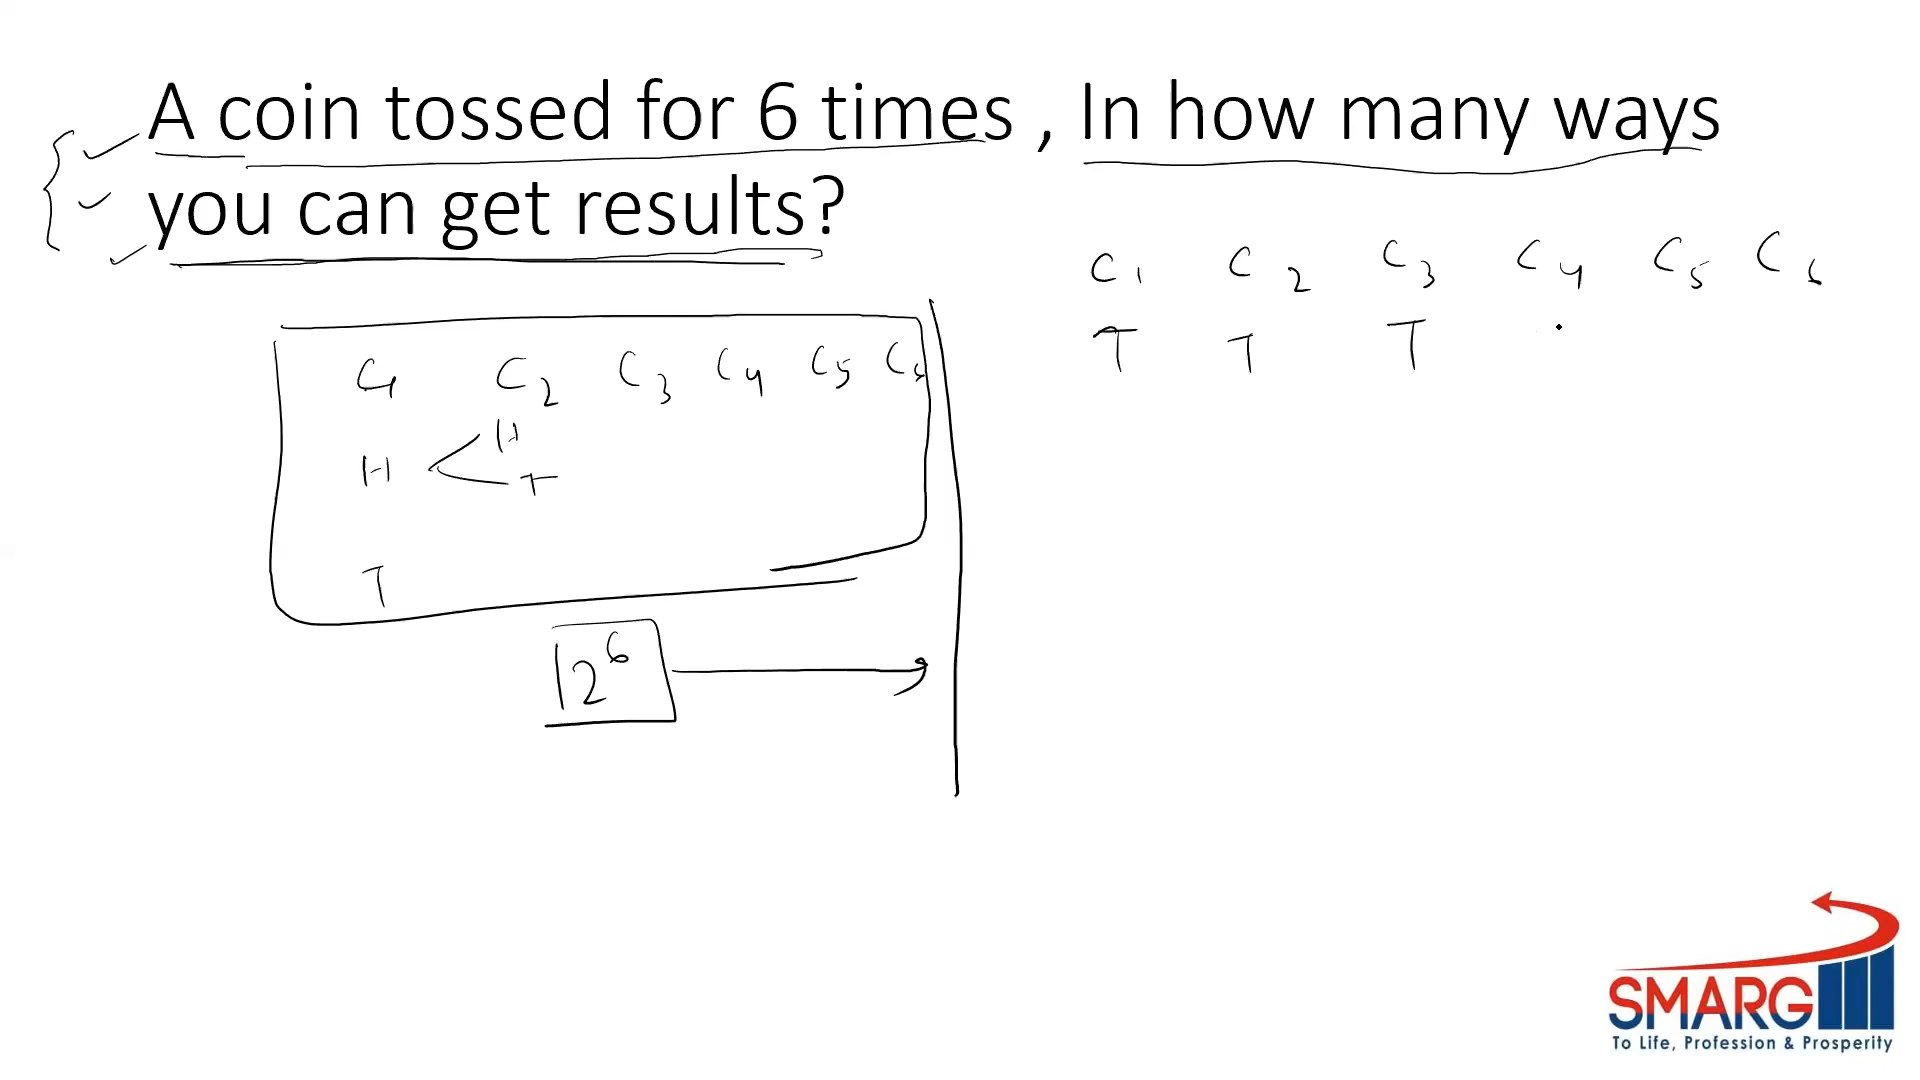 A coin tossed for 6 times , In how many ways
you can get results?
C1 C2 C3 C4 C5 C6
T T T
C1 C2 C3 C4 C5 C6
H
H
T
T
2^6
SMARG
To Life, Profession & Prosperity